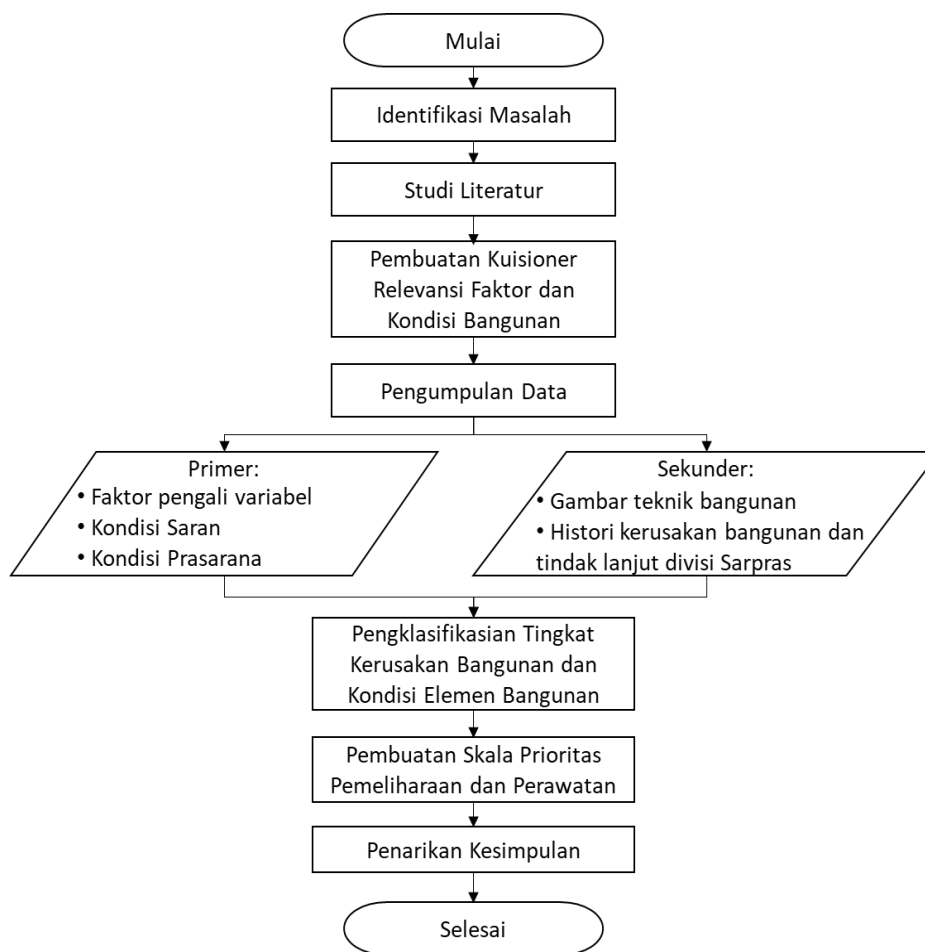 Mulai
Identifikasi Masalah
Studi Literatur
Pembuatan Kuisioner
Relevansi Faktor dan
Kondisi Bangunan
Pengumpulan Data
Primer:
• Faktor pengali variabel
• Kondisi Saran
• Kondisi Prasarana
Sekunder:
• Gambar teknik bangunan
• Histori kerusakan bangunan dan
tindak lanjut divisi Sarpras
Pengklasifikasian Tingkat
Kerusakan Bangunan dan
Kondisi Elemen Bangunan
Pembuatan Skala Prioritas
Pemeliharaan dan Perawatan
Penarikan Kesimpulan
Selesai